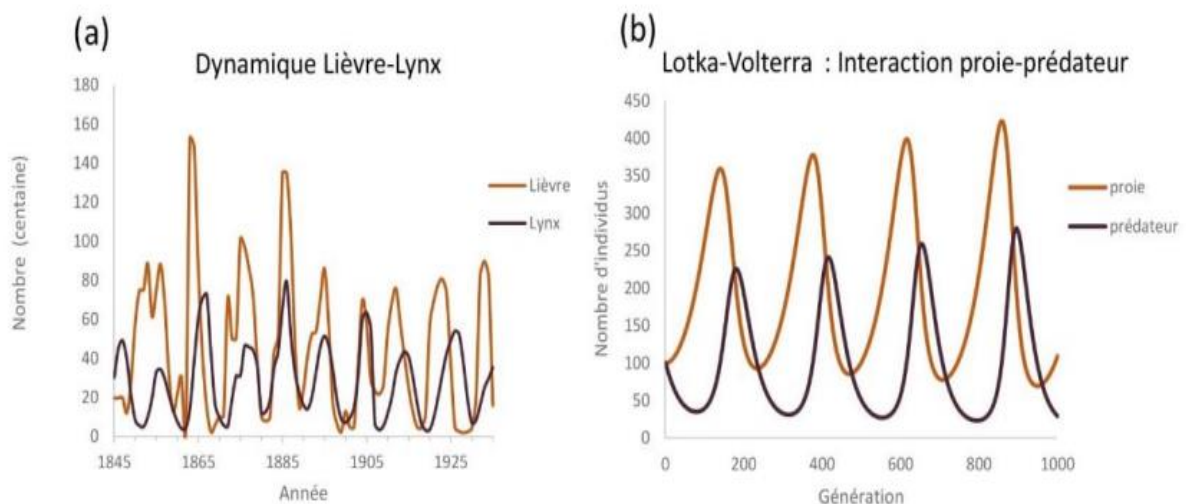 (a)
Dynamique Lièvre-Lynx
180
160
140
120
100
80
60
40
20
0
Nombre (centaine)
1845 1865 1885 1905 1925
Année
Lièvre
Lynx
(b)
Lotka-Volterra : Interaction proie-prédateur
450
400
350
300
250
200
150
100
50
0
Nombre d'individus
0 200 400 600 800 1000
Génération
proie
prédateur